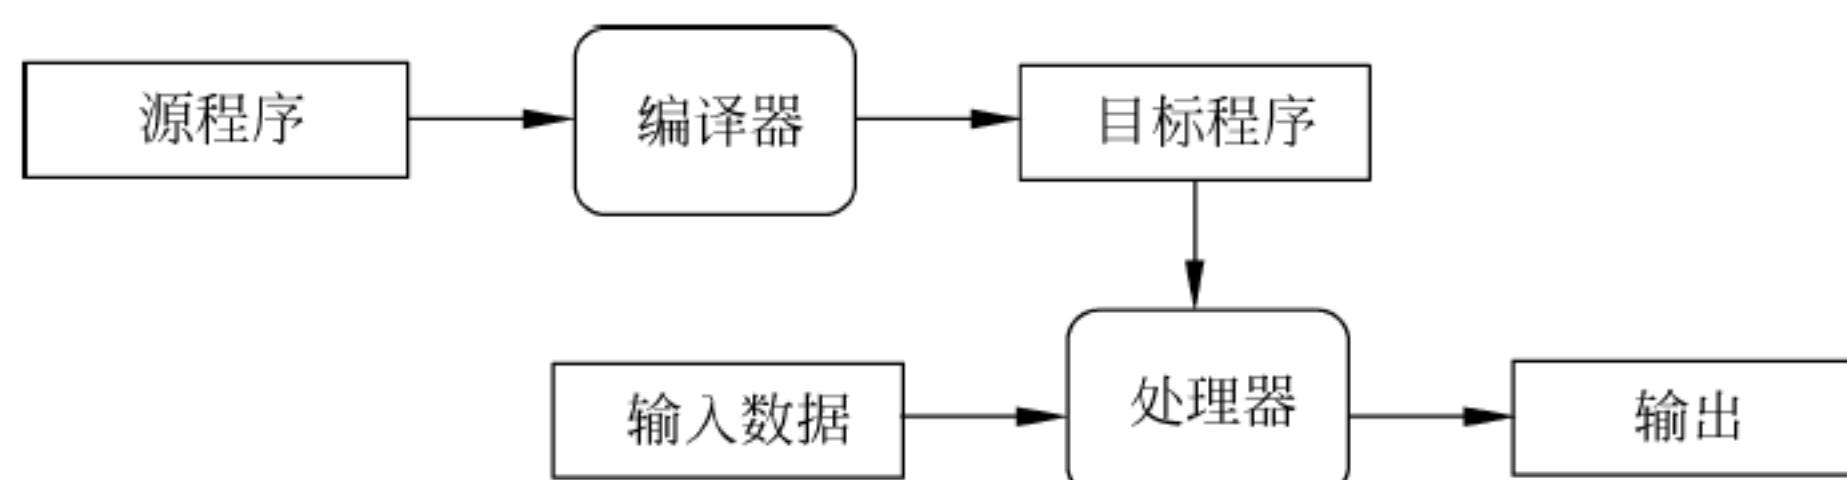 源程序
编译器
目标程序
输入数据
处理器
输出